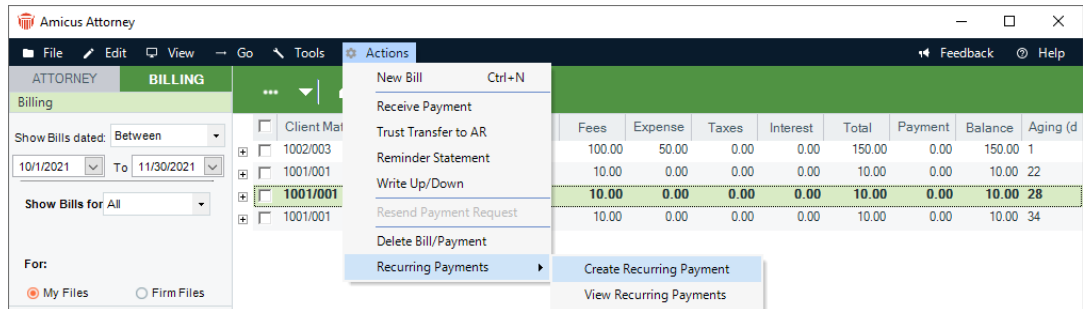 Amicus Attorney
File Edit View Go Tools Actions Feedback Help
ATTORNEY BILLING
Billing
Show Bills dated: Between
10/1/2021 To 11/30/2021
Show Bills for All
For:
My Files Firm Files
New Bill Ctrl+N
Receive Payment
Trust Transfer to AR
Reminder Statement
Write Up/Down
Resend Payment Request
Delete Bill/Payment
Recurring Payments
Create Recurring Payment
View Recurring Payments
Client Mat Fees Expense Taxes Interest Total Payment Balance Aging (d
1002/003 100.00 50.00 0.00 0.00 150.00 0.00 150.00 1
1001/001 10.00 0.00 0.00 0.00 10.00 0.00 10.00 22
1001/001 10.00 0.00 0.00 0.00 10.00 0.00 10.00 28
1001/001 10.00 0.00 0.00 0.00 10.00 0.00 10.00 34